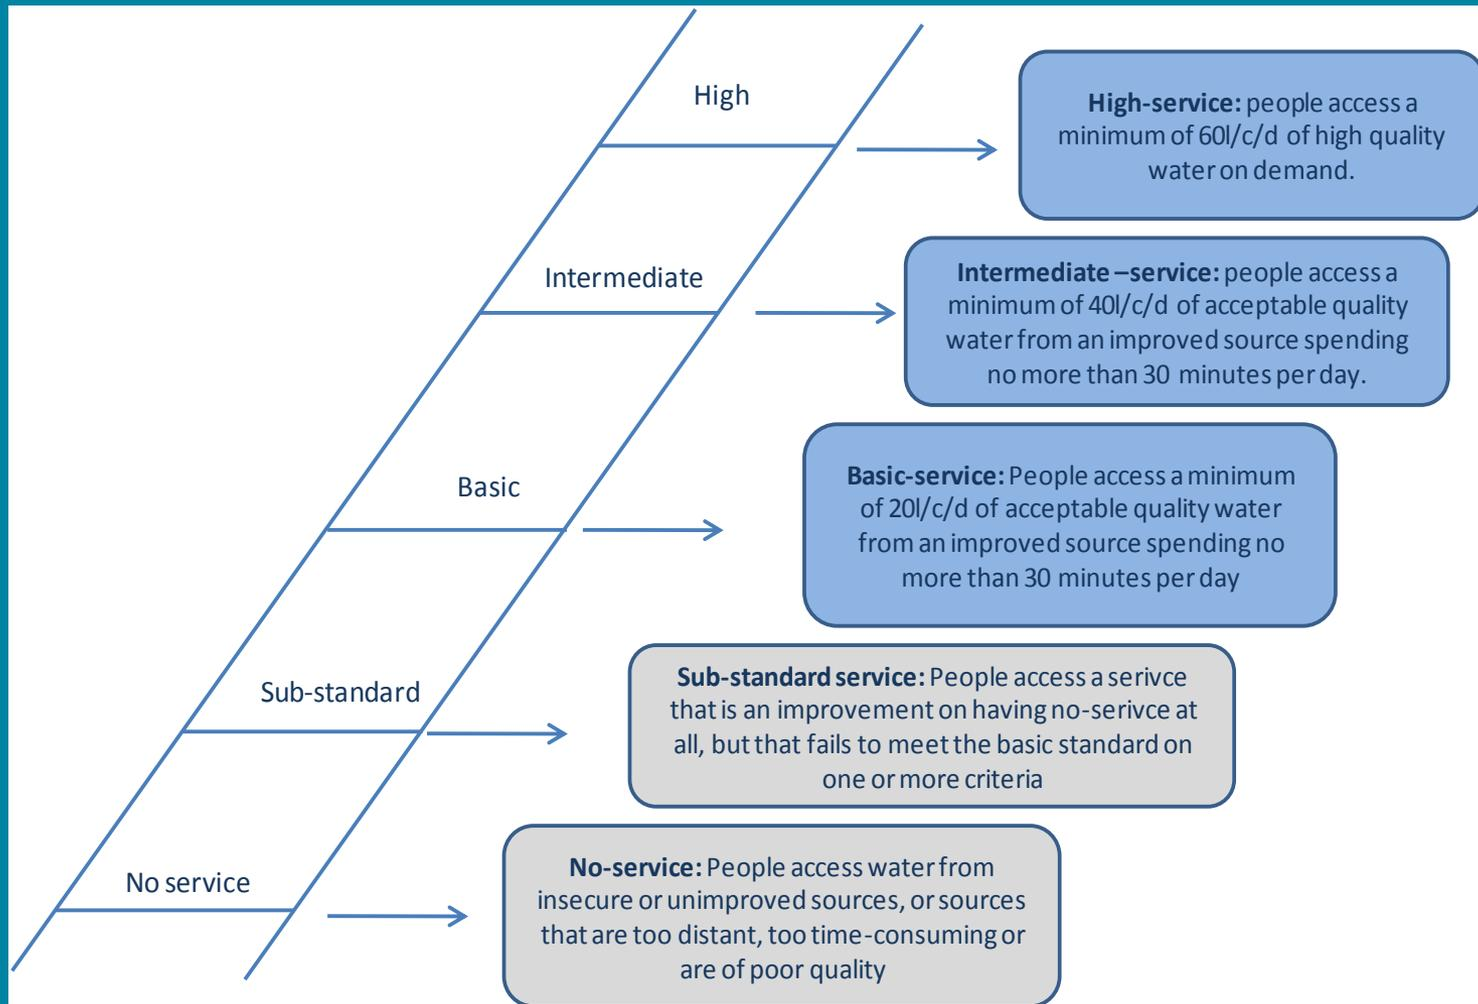 High
High-service: people access a
minimum of 60l/c/d of high quality
water on demand.
Intermediate
Intermediate –service: people access a
minimum of 40l/c/d of acceptable quality
water from an improved source spending
no more than 30 minutes per day.
Basic
Basic-service: People access a minimum
of 20l/c/d of acceptable quality water
from an improved source spending no
more than 30 minutes per day
Sub-standard
Sub-standard service: People access a serivce
that is an improvement on having no-serivce at
all, but that fails to meet the basic standard on
one or more criteria
No service
No-service: People access water from
insecure or unimproved sources, or sources
that are too distant, too time-consuming or
are of poor quality